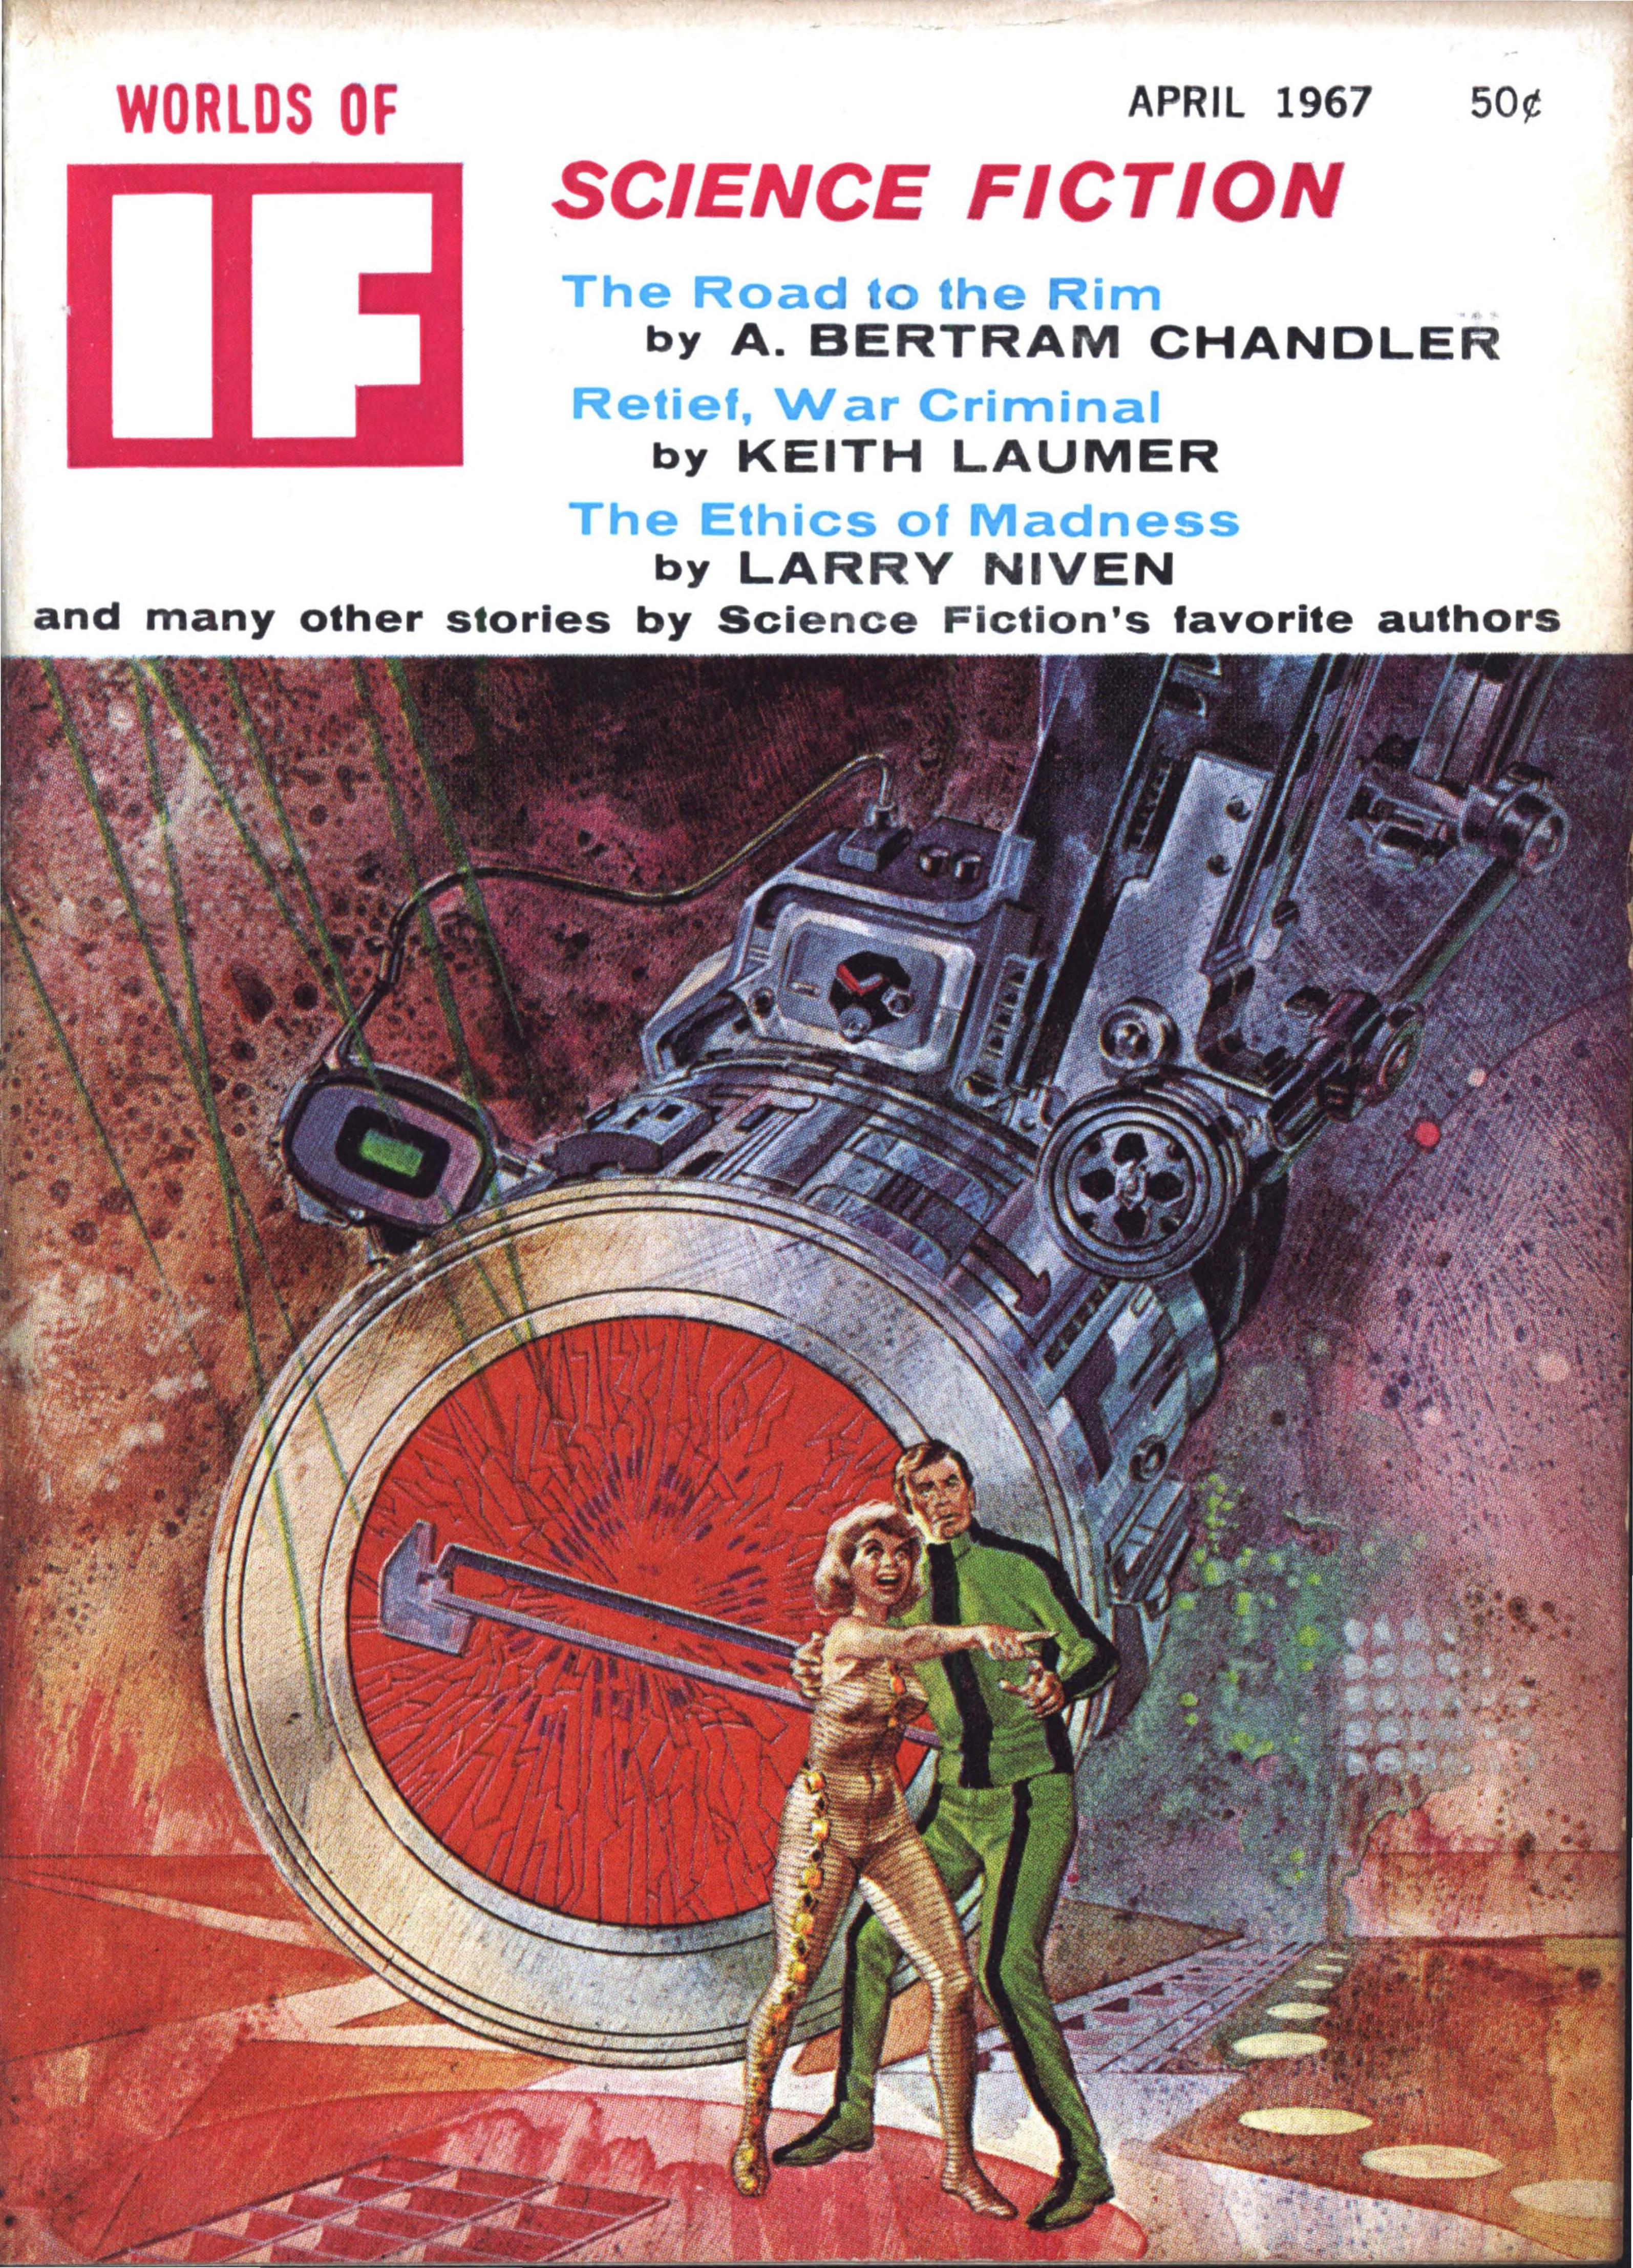 WORLDS OF
IF
APRIL 1967 50¢
SCIENCE FICTION
The Road to the Rim
by A. BERTRAM CHANDLER
Retief, War Criminal
by KEITH LAUMER
The Ethics of Madness
by LARRY NIVEN
and many other stories by Science Fiction's favorite authors